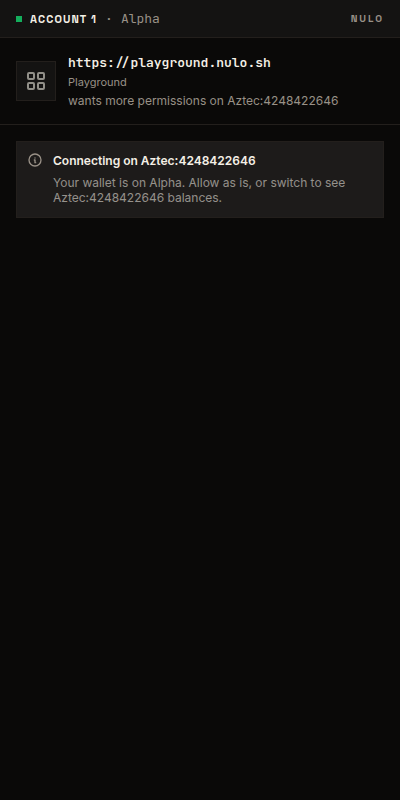 ACCOUNT 1 · Alpha
NULO
https://playground.nulo.sh
Playground
wants more permissions on Aztec:4248422646
Connecting on Aztec:4248422646
Your wallet is on Alpha. Allow as is, or switch to see
Aztec:4248422646 balances.